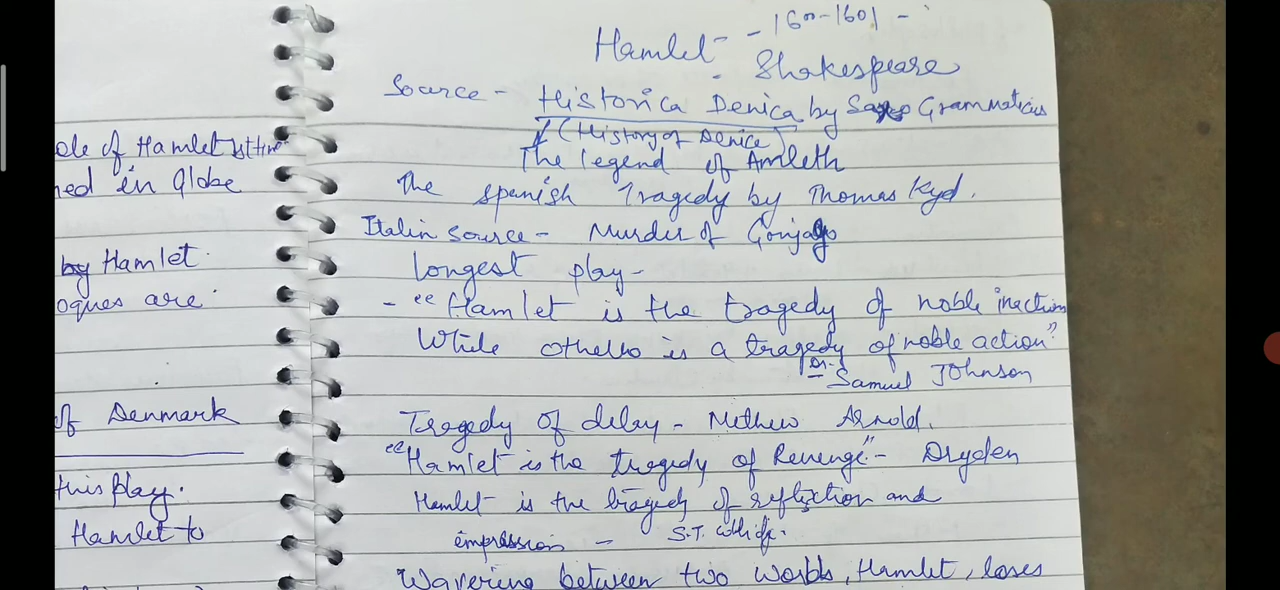 ole of Hamlet is
ned in Globe
by Hamlet.
oques are
of Denmark
this play.
Hamlet to
Hamlet - 1600-1601 -
- Shakespeare
Source - Historica Denica by Saxo Grammaticus
(History of Denice)
The legend of Amleth
The Spanish Tragedy by Thomas Kyd.
Italin source - Murder of Gonjago
Longest play -
- "Hamlet is the tragedy of noble inaction
While Othello is a tragedy of noble action"
- Dr. Samuel Johnson
Tragedy of delay - Methew Arnold.
"Hamlet is the tragedy of Revenge" - Dryden
Hamlet is the tragedy of reflection and
impression - S.T.
Wavering between two worlds, Hamlet, loses